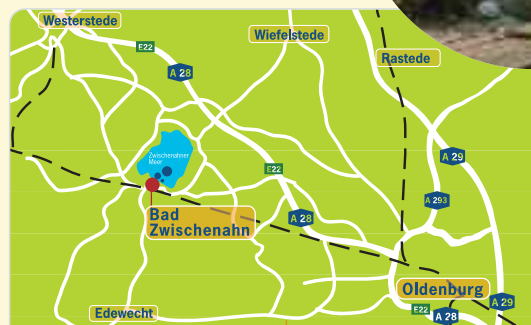 Westerstede
E22
Wiefelstede
A 28
Rastede
Zwischenahner
Meer
A 29
E22
A 293
Bad
Zwischenahn
A 28
Oldenburg
A 29
Edewecht
E22
A 28